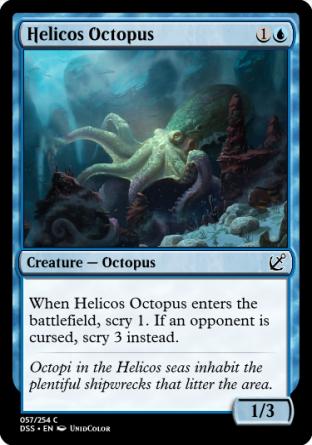 Helicos Octopus 1
Creature — Octopus
When Helicos Octopus enters the
battlefield, scry 1. If an opponent is
cursed, scry 3 instead.
Octopi in the Helicos seas inhabit the
plentiful shipwrecks that litter the area.
1/3
057/254 C
DSS • EN UnidColor